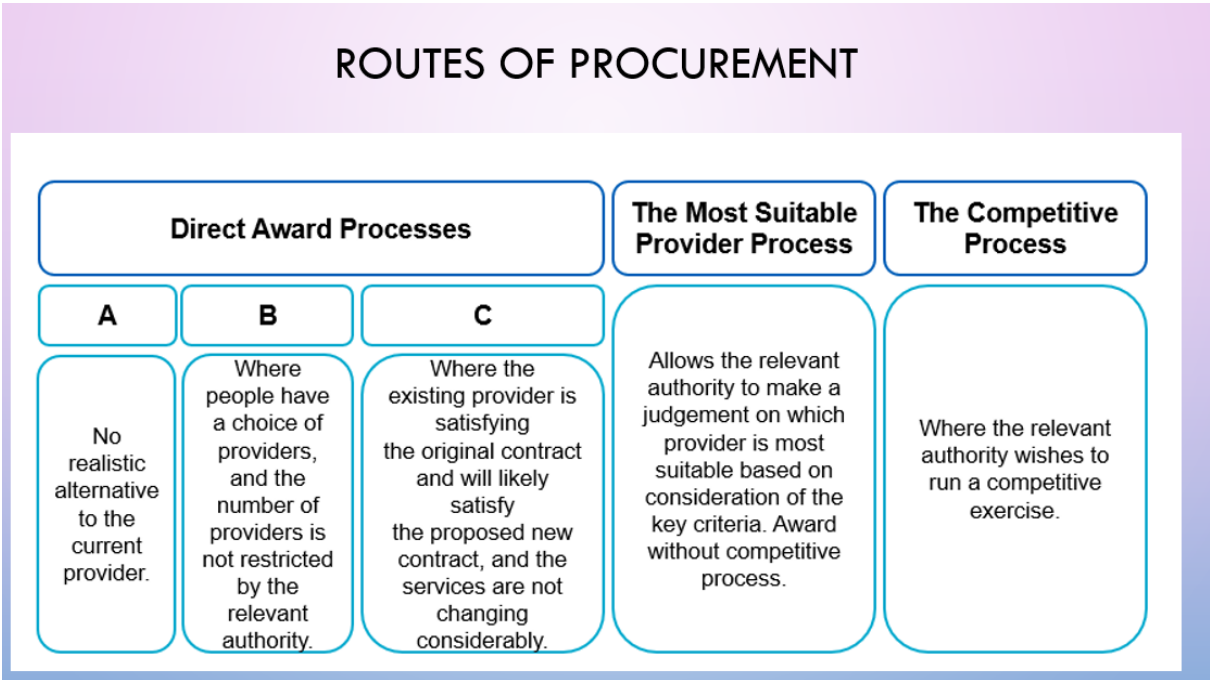 ROUTES OF PROCUREMENT
Direct Award Processes
The Most Suitable
Provider Process
The Competitive
Process
A
B
C
No
realistic
alternative
to the
current
provider.
Where
people have
a choice of
providers,
and the
number of
providers is
not restricted
by the
relevant
authority.
Where the
existing provider is
satisfying
the original contract
and will likely
satisfy
the proposed new
contract, and the
services are not
changing
considerably.
Allows the relevant
authority to make a
judgement on which
provider is most
suitable based on
consideration of the
key criteria. Award
without competitive
process.
Where the relevant
authority wishes to
run a competitive
exercise.